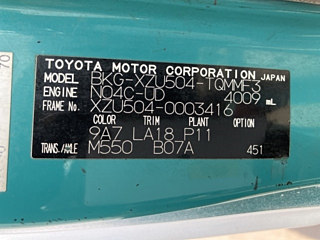 TOYOTA MOTOR CORPORATION JAPAN
MODEL BKG-XZU504-TQMMF3
ENGINE N04C-UD 4009 mL
FRAME No. XZU504-0003416
COLOR TRIM PLANT OPTION
9A7 LA18 P11
TRANS./AXLE M550 B07A 451